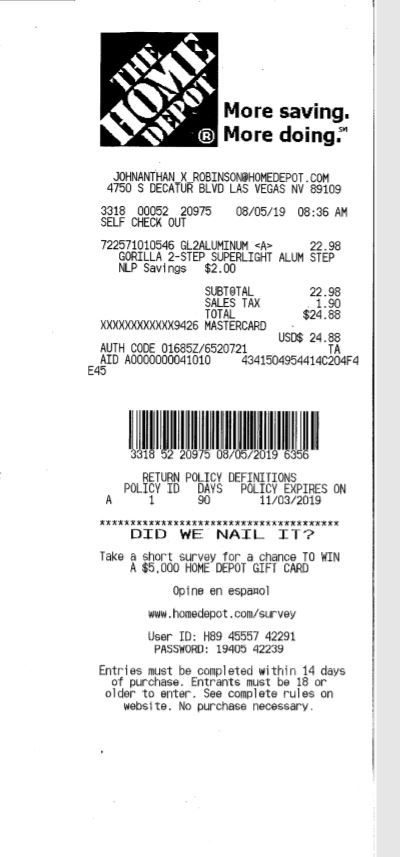 THE
HOME
DEPOT
®
More saving.
More doing.℠
JOHNANTHAN_X_ROBINSON@HOMEDEPOT.COM
4750 S DECATUR BLVD LAS VEGAS NV 89109
3318 00052 20975 08/05/19 08:36 AM
SELF CHECK OUT
722571010546 GL2ALUMINUM <A> 22.98
GORILLA 2-STEP SUPERLIGHT ALUM STEP
NLP Savings $2.00
SUBTOTAL 22.98
SALES TAX 1.90
TOTAL $24.88
XXXXXXXXXXXX9426 MASTERCARD
USD$ 24.88
AUTH CODE 01685Z/6520721 TA
AID A0000000041010 4341504954414C204F4
E45
3318 52 20975 08/05/2019 6356
RETURN POLICY DEFINITIONS
POLICY ID DAYS POLICY EXPIRES ON
A 1 90 11/03/2019
****************************************
DID WE NAIL IT?
Take a short survey for a chance TO WIN
A $5,000 HOME DEPOT GIFT CARD
Opine en español
www.homedepot.com/survey
User ID: H89 45557 42291
PASSWORD: 19405 42239
Entries must be completed within 14 days
of purchase. Entrants must be 18 or
older to enter. See complete rules on
website. No purchase necessary.